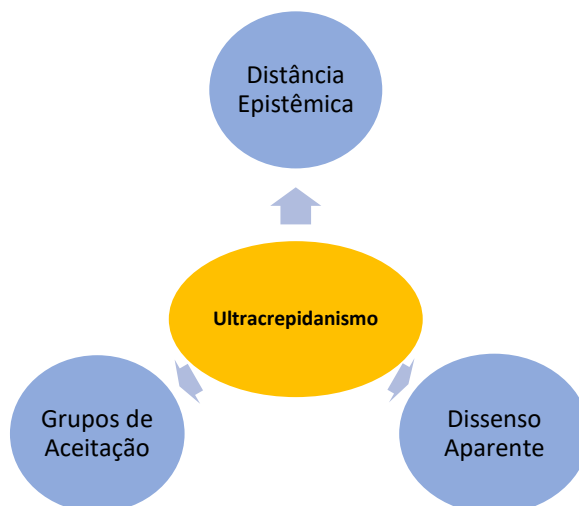 Distância
Epistêmica
Ultracrepidanismo
Grupos de
Aceitação
Dissenso
Aparente